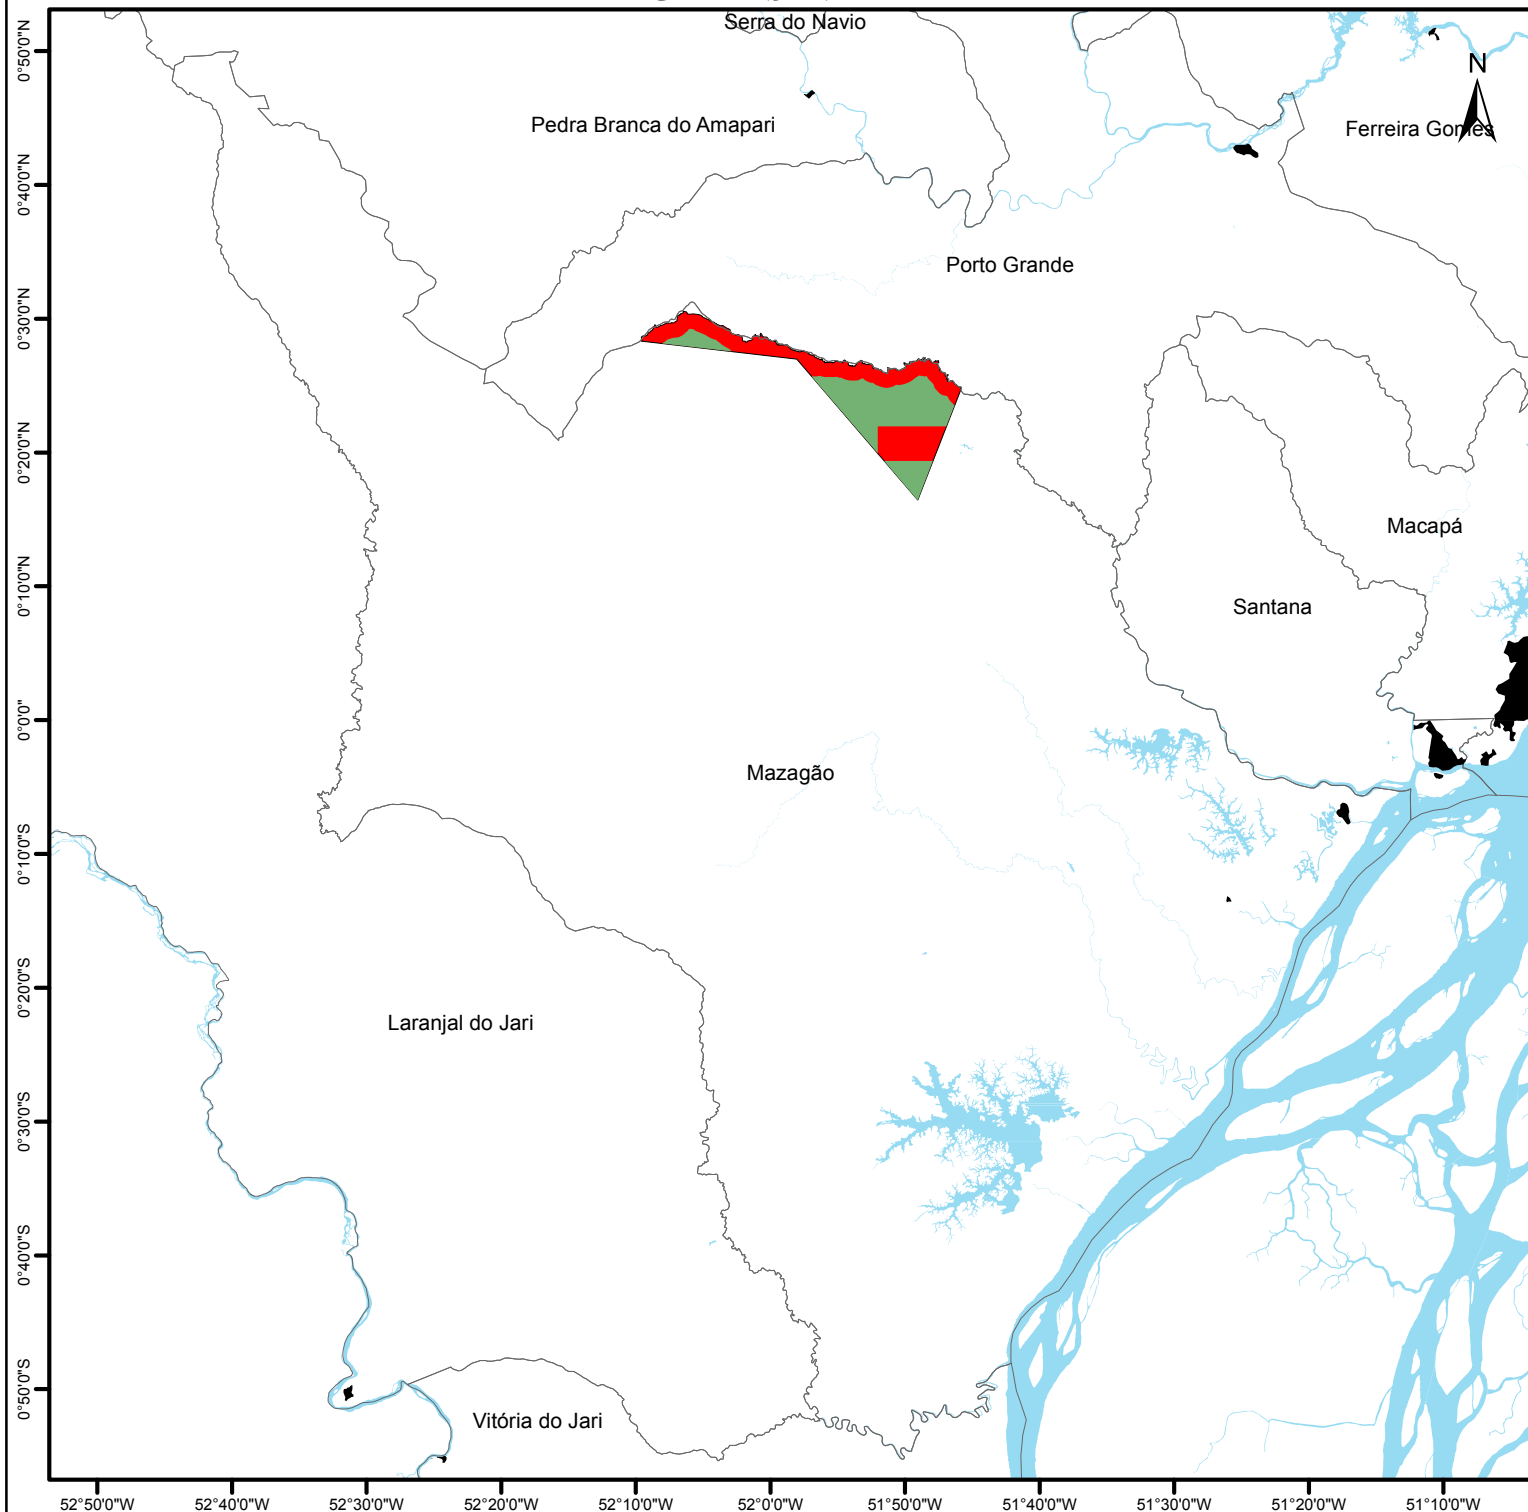 Serra do Navio
N
Pedra Branca do Amapari
Ferreira Gomes
Porto Grande
Macapá
Santana
Mazagão
Laranjal do Jari
Vitória do Jari
0°50'0"N
0°40'0"N
0°30'0"N
0°20'0"N
0°10'0"N
0°0'0"
0°10'0"S
0°20'0"S
0°30'0"S
0°40'0"S
0°50'0"S
52°50'0"W 52°40'0"W 52°30'0"W 52°20'0"W 52°10'0"W 52°0'0"W 51°50'0"W 51°40'0"W 51°30'0"W 51°20'0"W 51°10'0"W